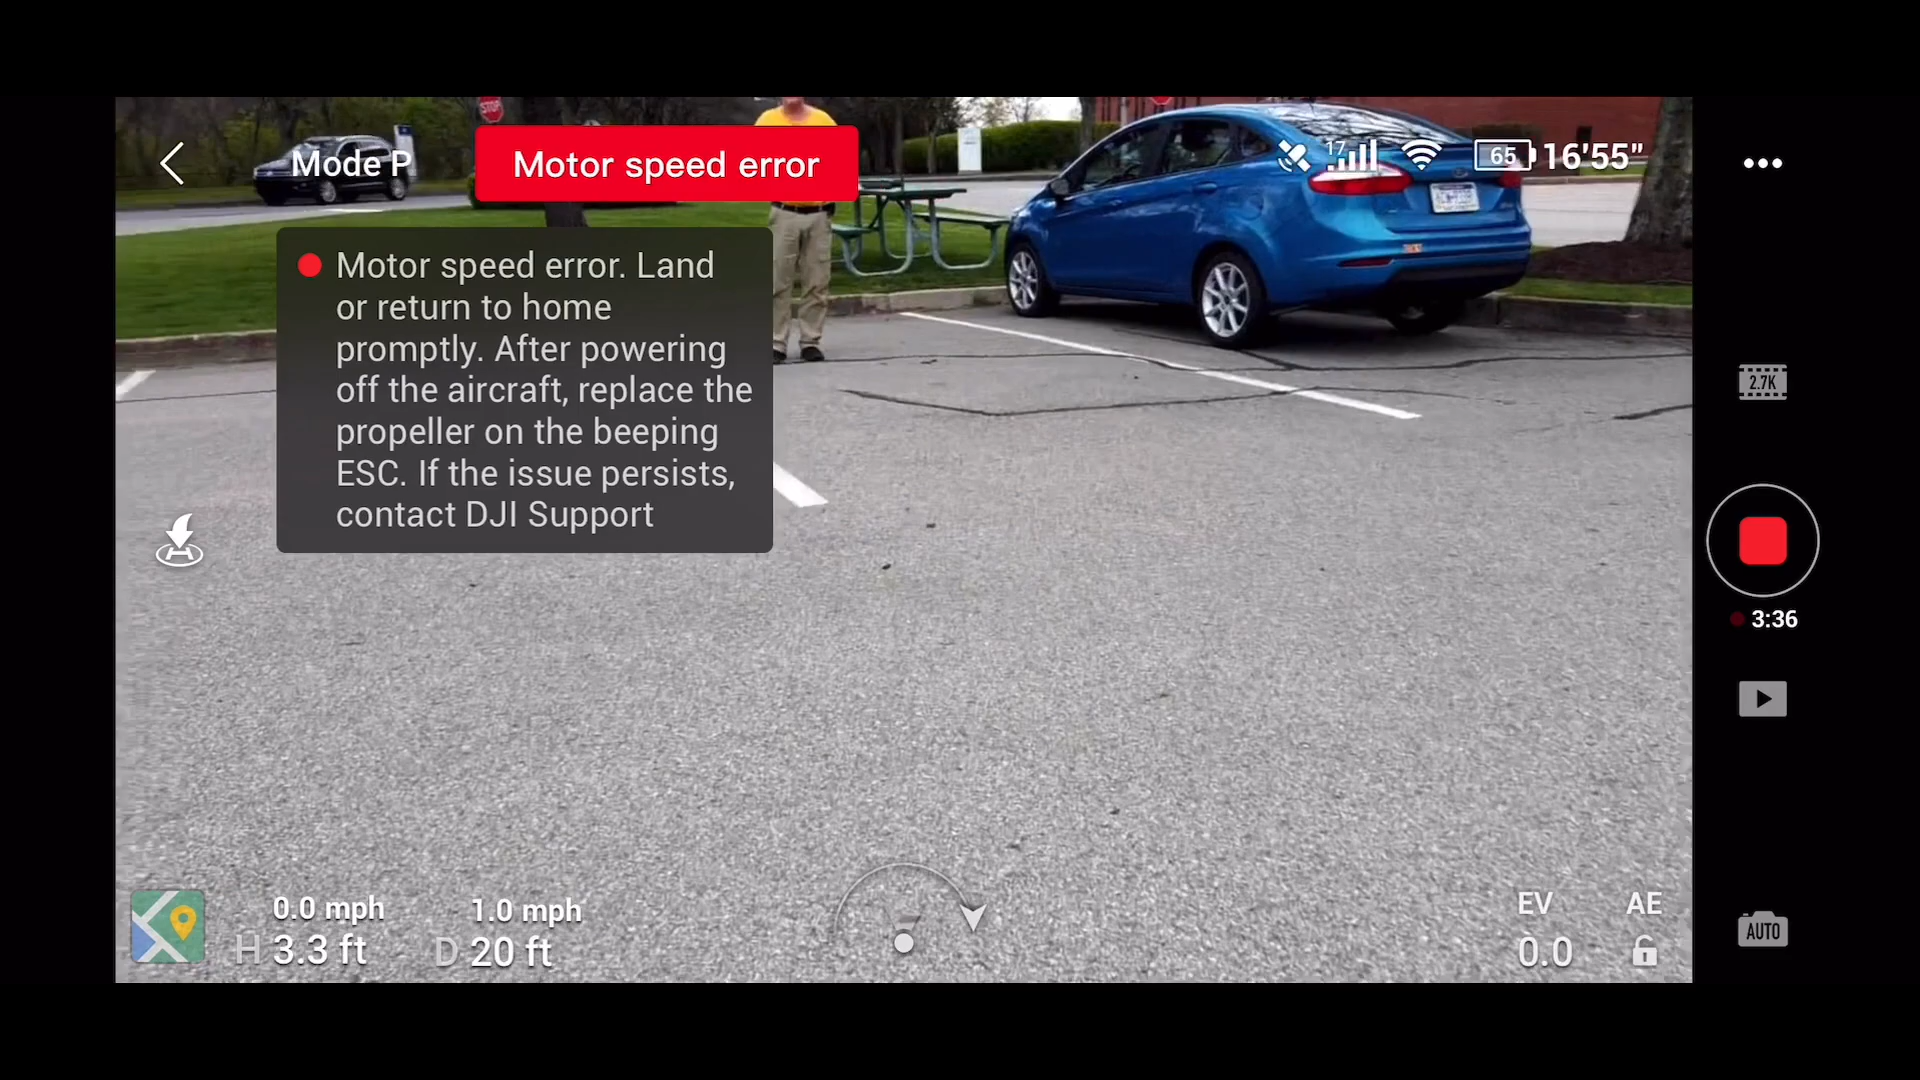 STOP
Mode P
Motor speed error
17
65
16'55"
Motor speed error. Land
or return to home
promptly. After powering
off the aircraft, replace the
propeller on the beeping
ESC. If the issue persists,
contact DJI Support
2.7K
3:36
0.0 mph
1.0 mph
H 3.3 ft
D 20 ft
EV
AE
0.0
AUTO